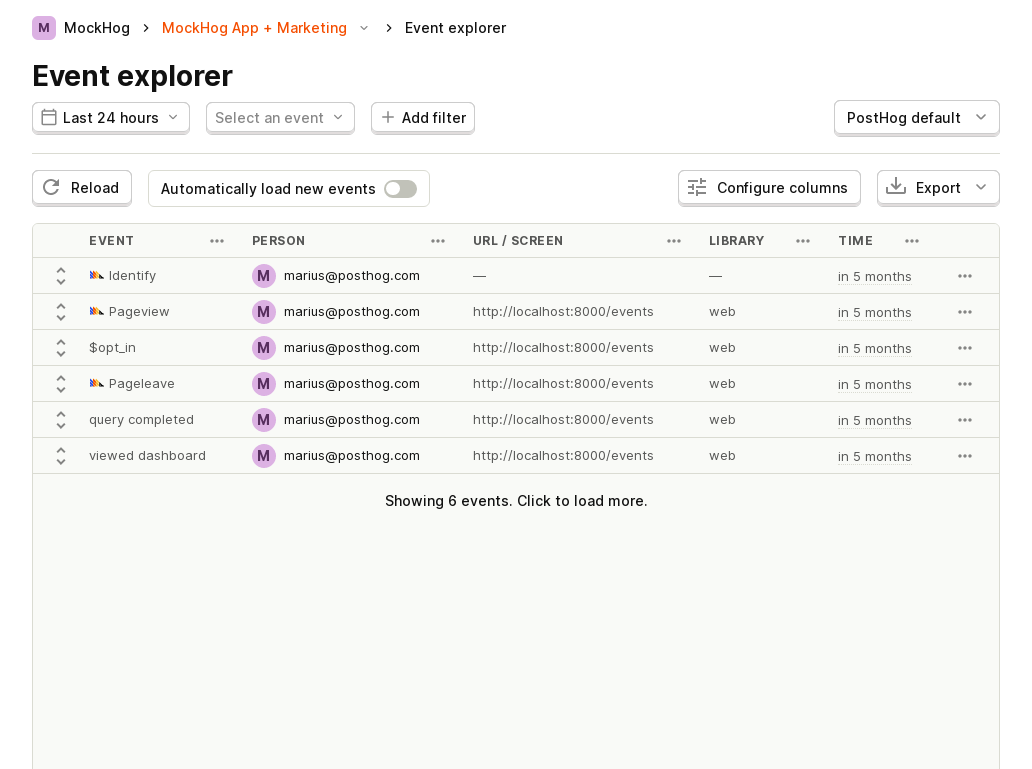 M MockHog MockHog App + Marketing Event explorer
Event explorer
Last 24 hours Select an event Add filter PostHog default
Reload Automatically load new events Configure columns Export
EVENT PERSON URL / SCREEN LIBRARY TIME
Identify M marius@posthog.com — — in 5 months
Pageview M marius@posthog.com http://localhost:8000/events web in 5 months
$opt_in M marius@posthog.com http://localhost:8000/events web in 5 months
Pageleave M marius@posthog.com http://localhost:8000/events web in 5 months
query completed M marius@posthog.com http://localhost:8000/events web in 5 months
viewed dashboard M marius@posthog.com http://localhost:8000/events web in 5 months
Showing 6 events. Click to load more.